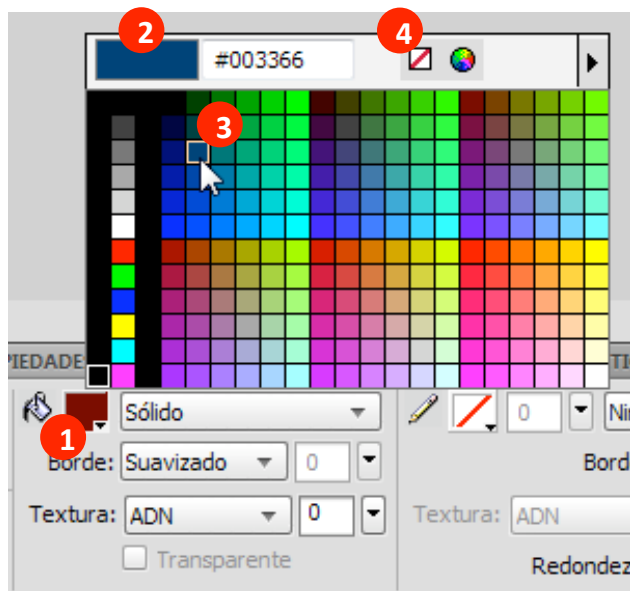 2
4
#003366
3
PIEDADE
TI
Sólido
0
Nin
1
Borde: Suavizado 0
Bord
Textura: ADN 0
Textura: ADN
Transparente
Redondez